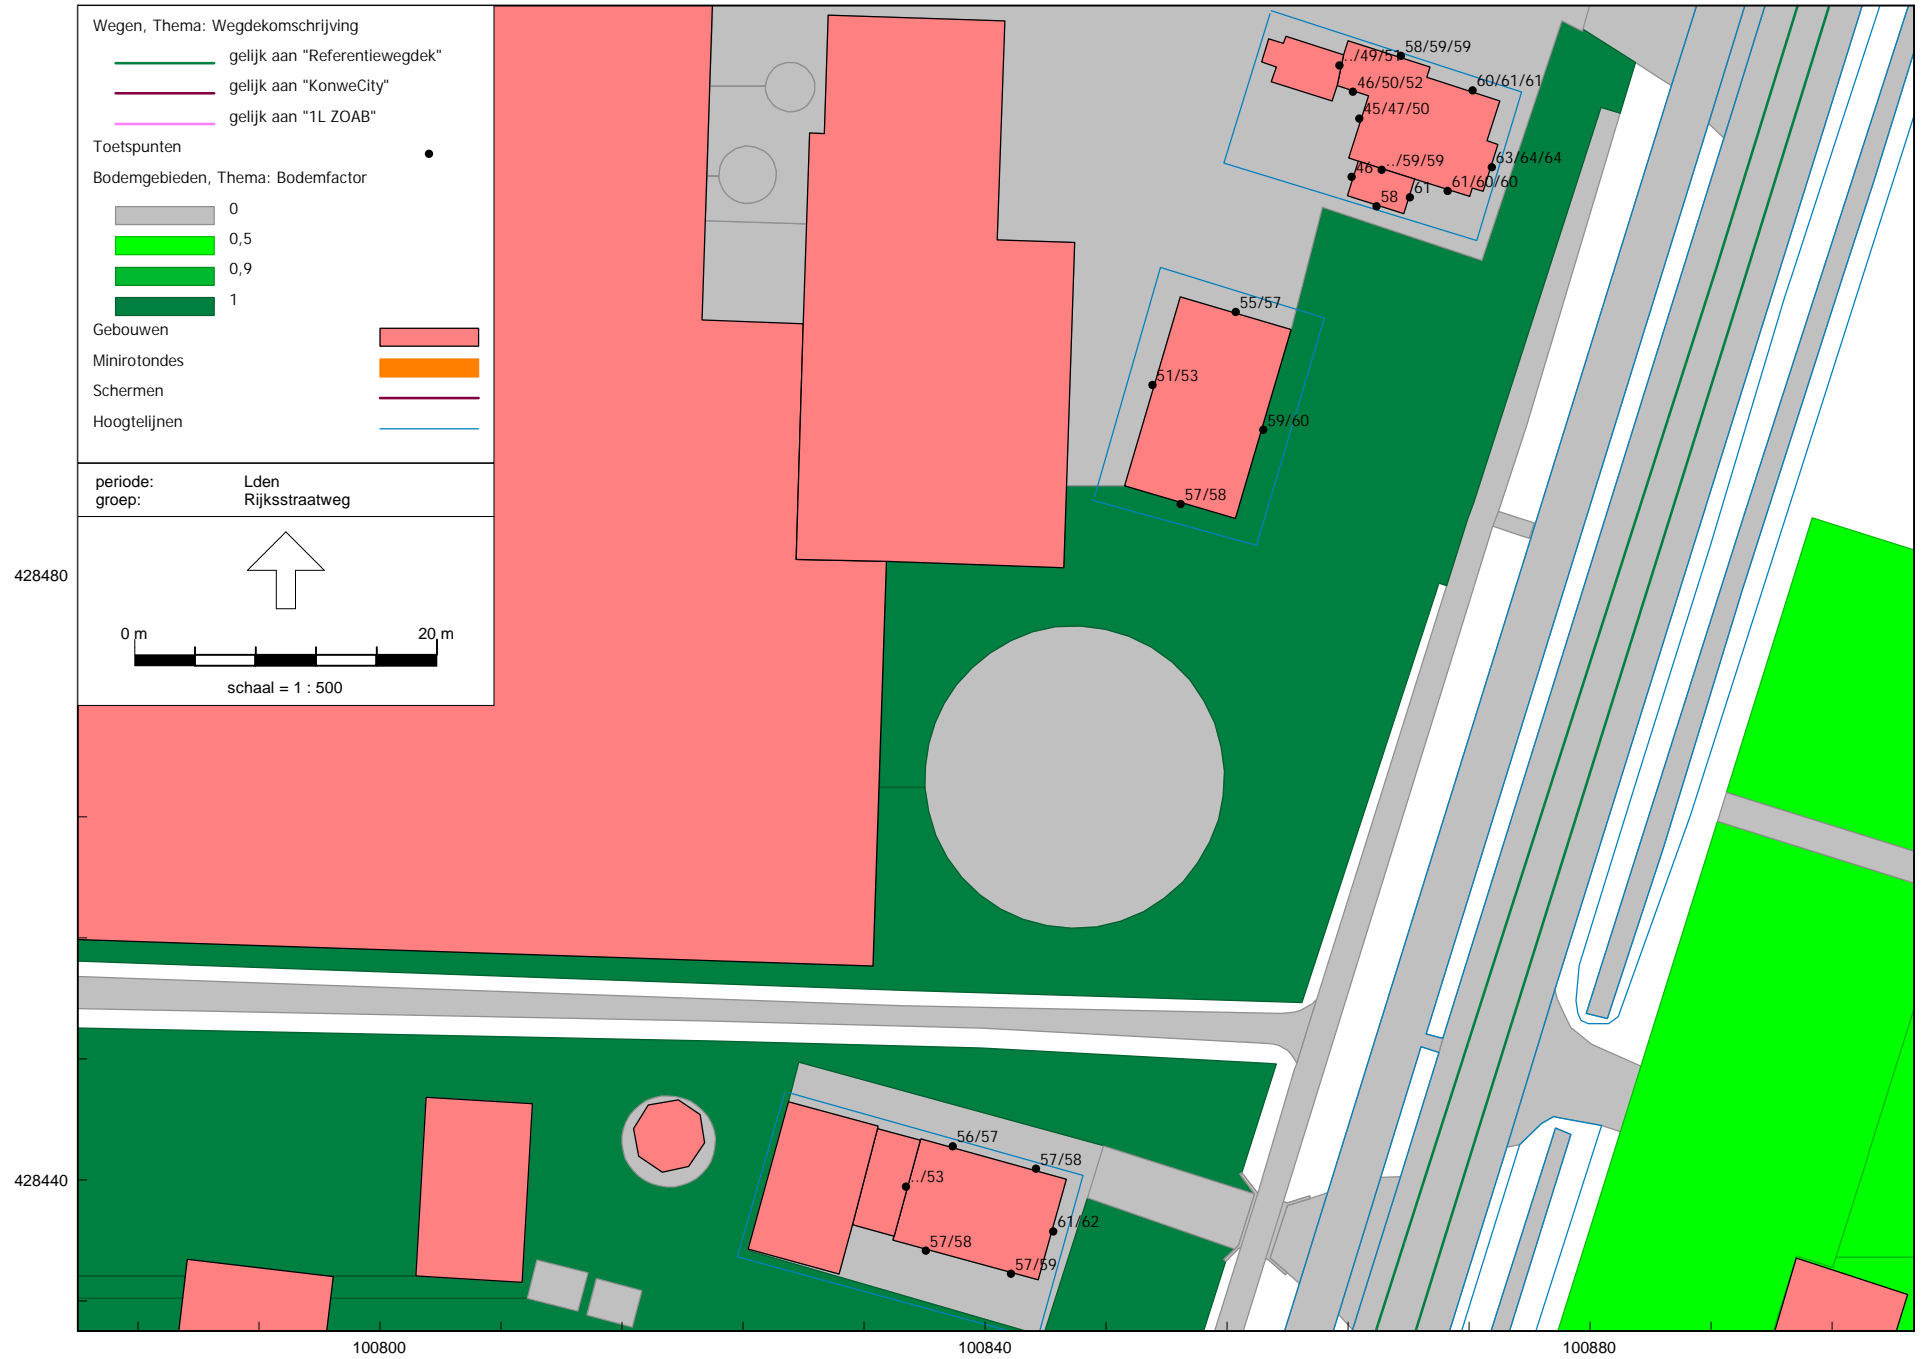 Wegen, Thema: Wegdekomschrijving
gelijk aan "Referentiewegdek"
gelijk aan "KonweCity"
gelijk aan "1L ZOAB"
Toetspunten
Bodemgebieden, Thema: Bodemfactor
0
0,5
0,9
1
Gebouwen
Minirotondes
Schermen
Hoogtelijnen
periode: Lden
groep: Rijksstraatweg
0 m 20 m
schaal = 1 : 500
58/59/59
../49/51
46/50/52
60/61/61
45/47/50
../59/59
63/64/64
46
61
61/60/60
58
55/57
51/53
59/60
57/58
428480
56/57
57/58
../53
61/62
57/58
57/59
428440
100800
100840
100880